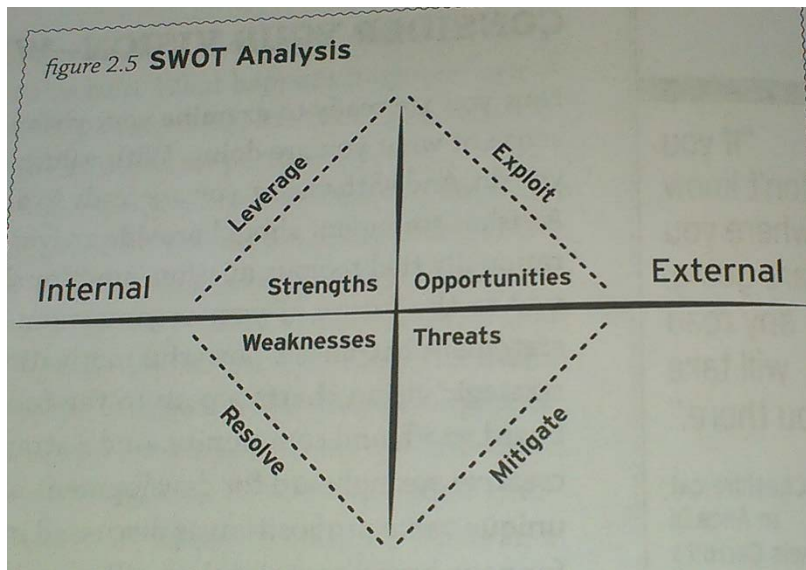 figure 2.5 SWOT Analysis
Leverage
Exploit
Internal
Strengths
Opportunities
External
Weaknesses
Threats
Resolve
Mitigate